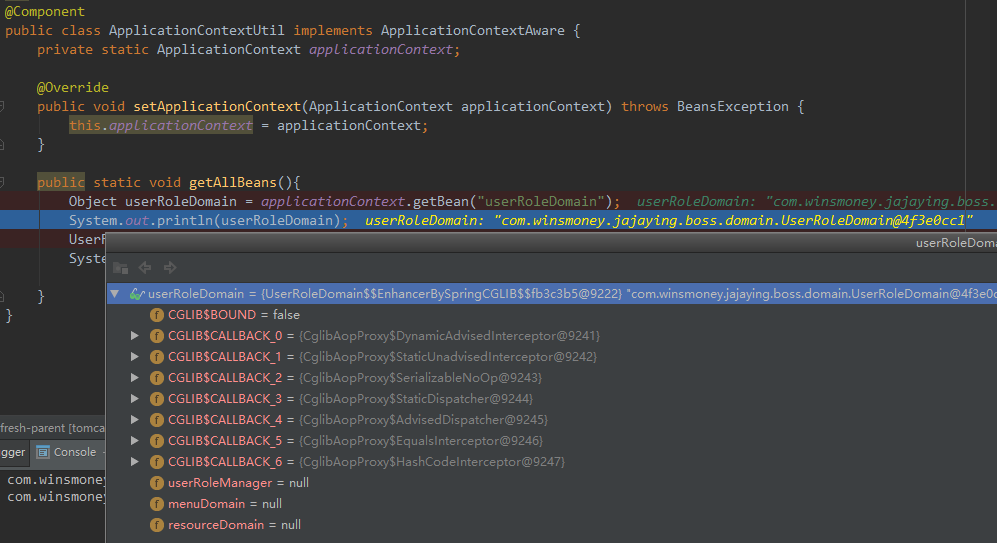 @Component
public class ApplicationContextUtil implements ApplicationContextAware {
private static ApplicationContext applicationContext;
@Override
public void setApplicationContext(ApplicationContext applicationContext) throws BeansException {
this.applicationContext = applicationContext;
}
public static void getAllBeans(){
Object userRoleDomain = applicationContext.getBean("userRoleDomain"); userRoleDomain: "com.winsmoney.jajaying.boss.
System.out.println(userRoleDomain); userRoleDomain: "com.winsmoney.jajaying.boss.domain.UserRoleDomain@4f3e0cc1"
UserR
Syste
userRoleDoma
userRoleDomain = {UserRoleDomain$$EnhancerBySpringCGLIB$$fb3c3b5@9222} "com.winsmoney.jajaying.boss.domain.UserRoleDomain@4f3e0c
CGLIB$BOUND = false
CGLIB$CALLBACK_0 = {CglibAopProxy$DynamicAdvisedInterceptor@9241}
CGLIB$CALLBACK_1 = {CglibAopProxy$StaticUnadvisedInterceptor@9242}
CGLIB$CALLBACK_2 = {CglibAopProxy$SerializableNoOp@9243}
CGLIB$CALLBACK_3 = {CglibAopProxy$StaticDispatcher@9244}
CGLIB$CALLBACK_4 = {CglibAopProxy$AdvisedDispatcher@9245}
CGLIB$CALLBACK_5 = {CglibAopProxy$EqualsInterceptor@9246}
CGLIB$CALLBACK_6 = {CglibAopProxy$HashCodeInterceptor@9247}
userRoleManager = null
menuDomain = null
resourceDomain = null
}
}
fresh-parent [tomca
gger Console
com.winsmoney
com.winsmoney